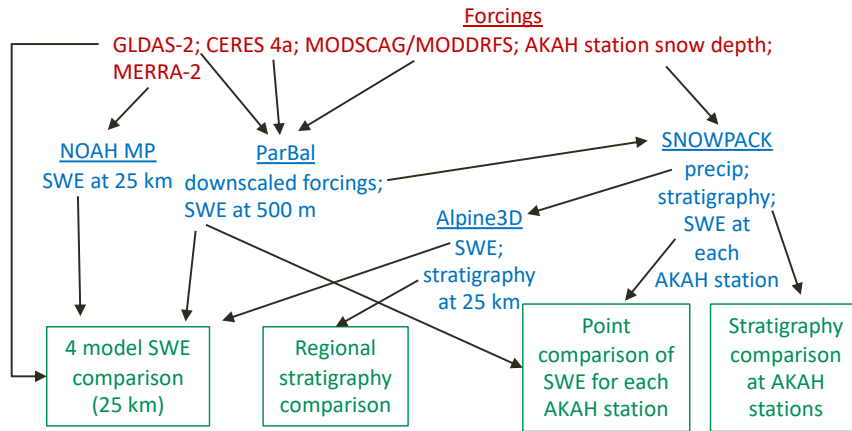 Forcings
GLDAS-2; CERES 4a; MODSCAG/MODDRFS; AKAH station snow depth;
MERRA-2
NOAH MP
SWE at 25 km
ParBal
downscaled forcings;
SWE at 500 m
SNOWPACK
precip;
stratigraphy;
SWE at
each
AKAH station
Alpine3D
SWE;
stratigraphy
at 25 km
4 model SWE
comparison
(25 km)
Regional
stratigraphy
comparison
Point
comparison of
SWE for each
AKAH station
Stratigraphy
comparison
at AKAH
stations